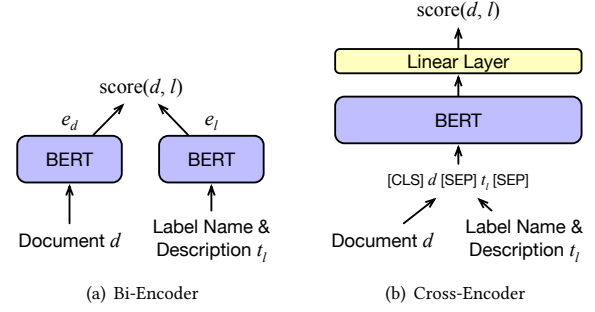 score(d, l)
e_d
e_l
BERT
BERT
Document d
Label Name &
Description t_l
(a) Bi-Encoder
score(d, l)
Linear Layer
BERT
[CLS] d [SEP] t_l [SEP]
Document d
Label Name &
Description t_l
(b) Cross-Encoder